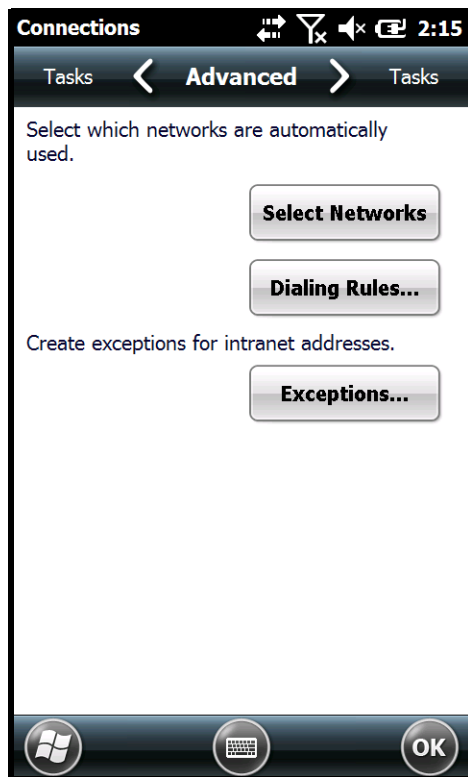 Connections 2:15
Tasks Advanced Tasks
Select which networks are automatically
used.
Select Networks
Dialing Rules...
Create exceptions for intranet addresses.
Exceptions...
OK